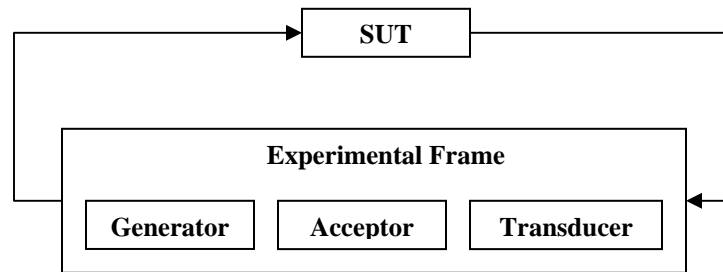 SUT
Experimental Frame
Generator
Acceptor
Transducer